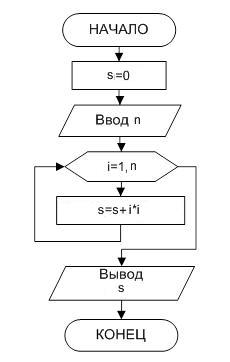 НАЧАЛО
s=0
Ввод n
i=1, n
s=s+i*i
Вывод
s
КОНЕЦ